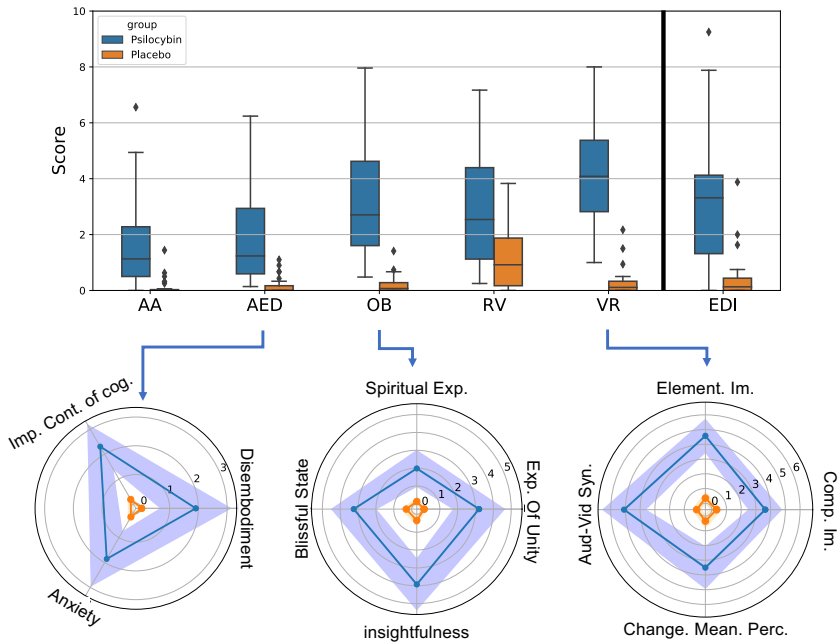 group
Psilocybin
Placebo
10
8
6
4
2
0
Score
AA
AED
OB
RV
VR
EDI
Imp. Cont. of cog.
Disembodiment
Anxiety
0
1
2
3
Spiritual Exp.
Blissful State
Exp. Of Unity
insightfulness
0
1
2
3
4
5
Element. Im.
Aud-Vid Syn.
Comp. Im.
Change. Mean. Perc.
0
1
2
3
4
5
6